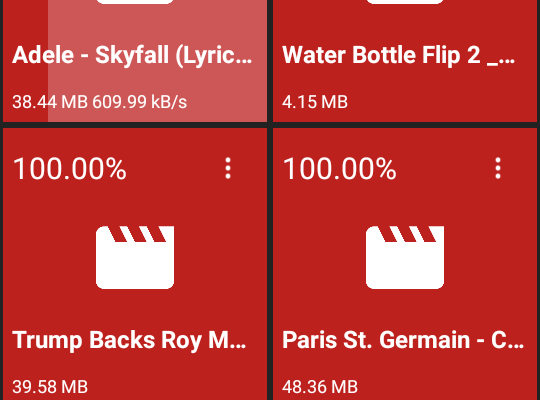 Adele - Skyfall (Lyric...
38.44 MB 609.99 kB/s
Water Bottle Flip 2 _...
4.15 MB
100.00%
Trump Backs Roy M...
39.58 MB
100.00%
Paris St. Germain - C...
48.36 MB